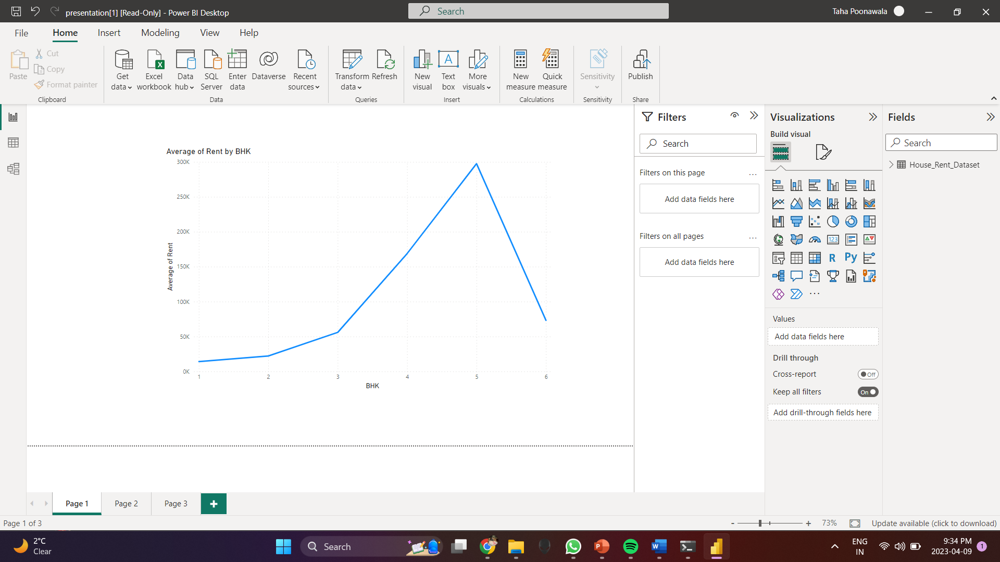 presentation[1] [Read-Only] - Power BI Desktop
Search
Taha Poonawala
File Home Insert Modeling View Help
Paste
Cut
Copy
Format painter
Clipboard
Get data
Excel workbook
Data hub
SQL Server
Enter data
Dataverse
Recent sources
Data
Transform data
Refresh
Queries
New visual
Text box
More visuals
Insert
New measure
Quick measure
Calculations
Sensitivity
Sensitivity
Publish
Share
Average of Rent by BHK
300K
250K
200K
150K
100K
50K
0K
Average of Rent
1 2 3 4 5 6
BHK
Filters
Search
Filters on this page ...
Add data fields here
Filters on all pages ...
Add data fields here
Visualizations
Build visual
123
R
Py
...
Values
Add data fields here
Drill through
Cross-report Off
Keep all filters On
Add drill-through fields here
Fields
Search
House_Rent_Dataset
Page 1 Page 2 Page 3 +
Page 1 of 3
- + 73%
Update available (click to download)
2°C
Clear
Search
ENG
IN
9:34 PM
2023-04-09
1